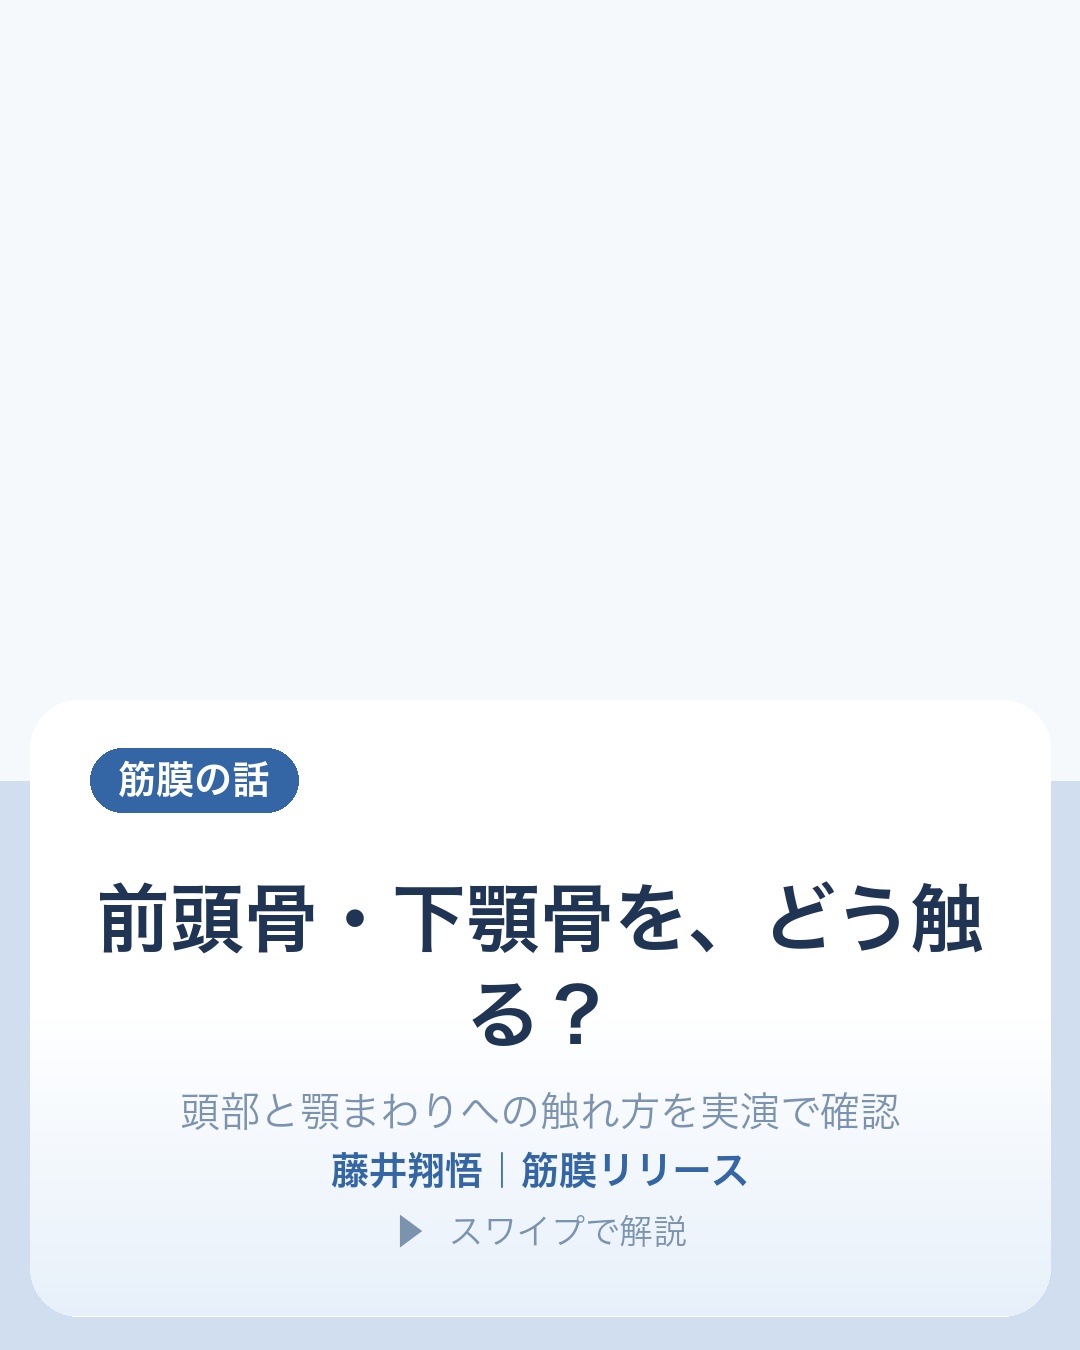 筋膜の話
前頭骨・下顎骨を、どう触
る？
頭部と顎まわりへの触れ方を実演で確認
藤井翔悟｜筋膜リリース
▶ スワイプで解説